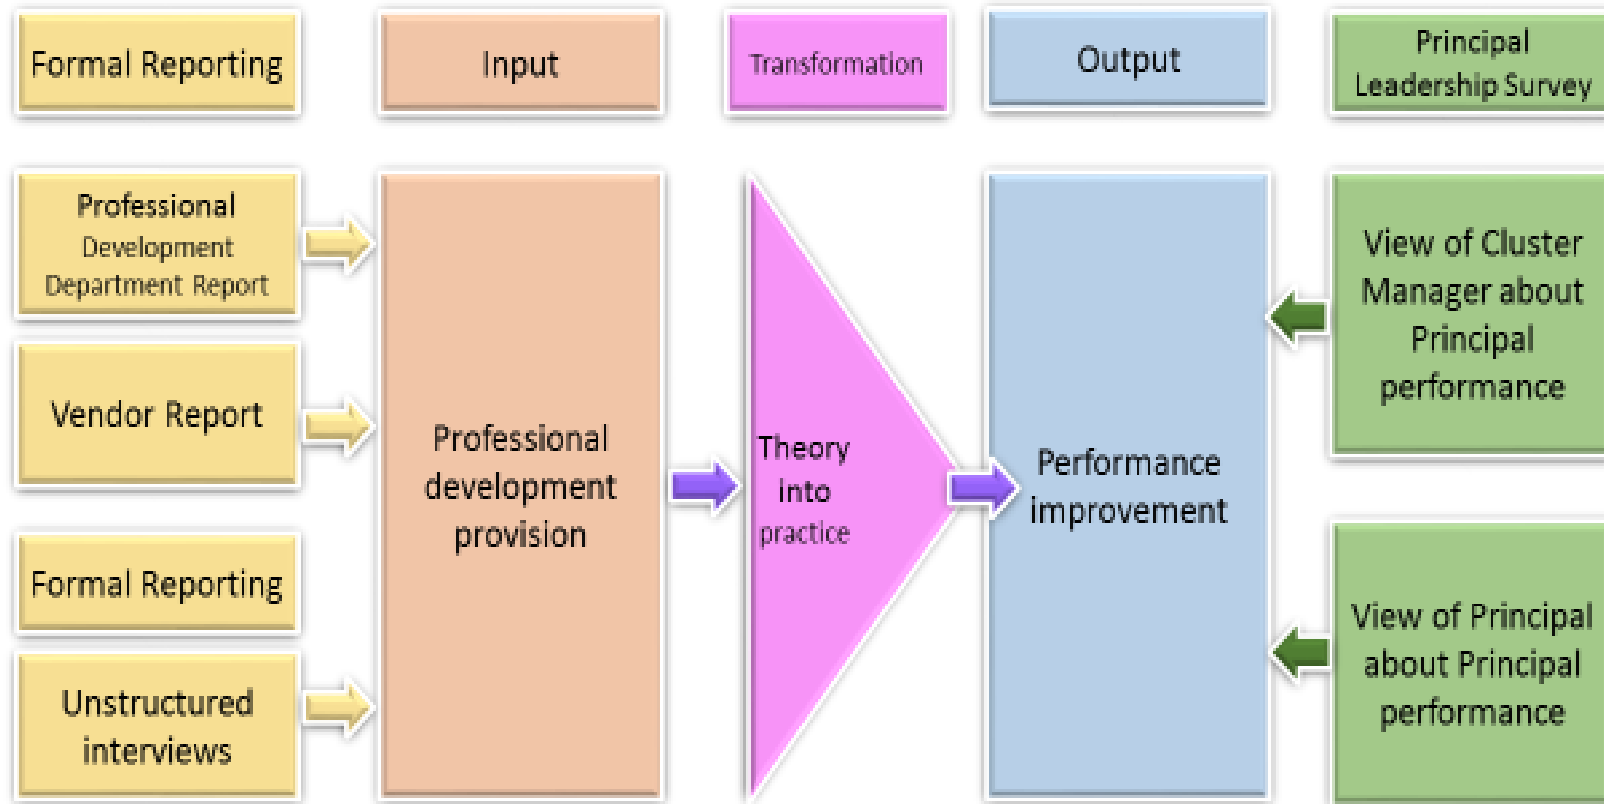 Formal Reporting
Input
Transformation
Output
Principal
Leadership Survey
Professional
Development
Department Report
Vendor Report
Formal Reporting
Unstructured
interviews
Professional
development
provision
Theory
into
practice
Performance
improvement
View of Cluster
Manager about
Principal
performance
View of Principal
about Principal
performance